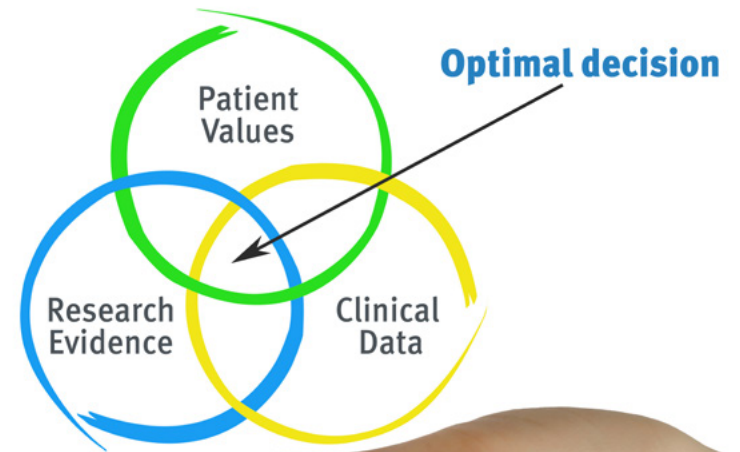 Optimal decision
Patient
Values
Research
Evidence
Clinical
Data